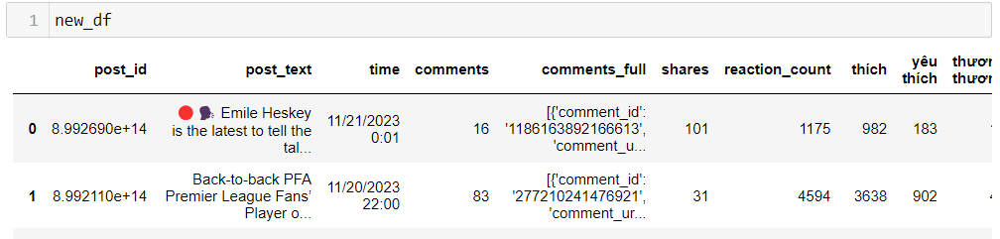 1 new_df
post_id post_text time comments comments_full shares reaction_count thích yêu thích thươn thươn
0 8.992690e+14 🔴 🗣 Emile Heskey is the latest to tell the tal... 11/21/2023 0:01 16 [{'comment_id': '1186163892166613', 'comment_u... 101 1175 982 183
1 8.992110e+14 Back-to-back PFA Premier League Fans' Player o... 11/20/2023 22:00 83 [{'comment_id': '277210241476921', 'comment_ur... 31 4594 3638 902